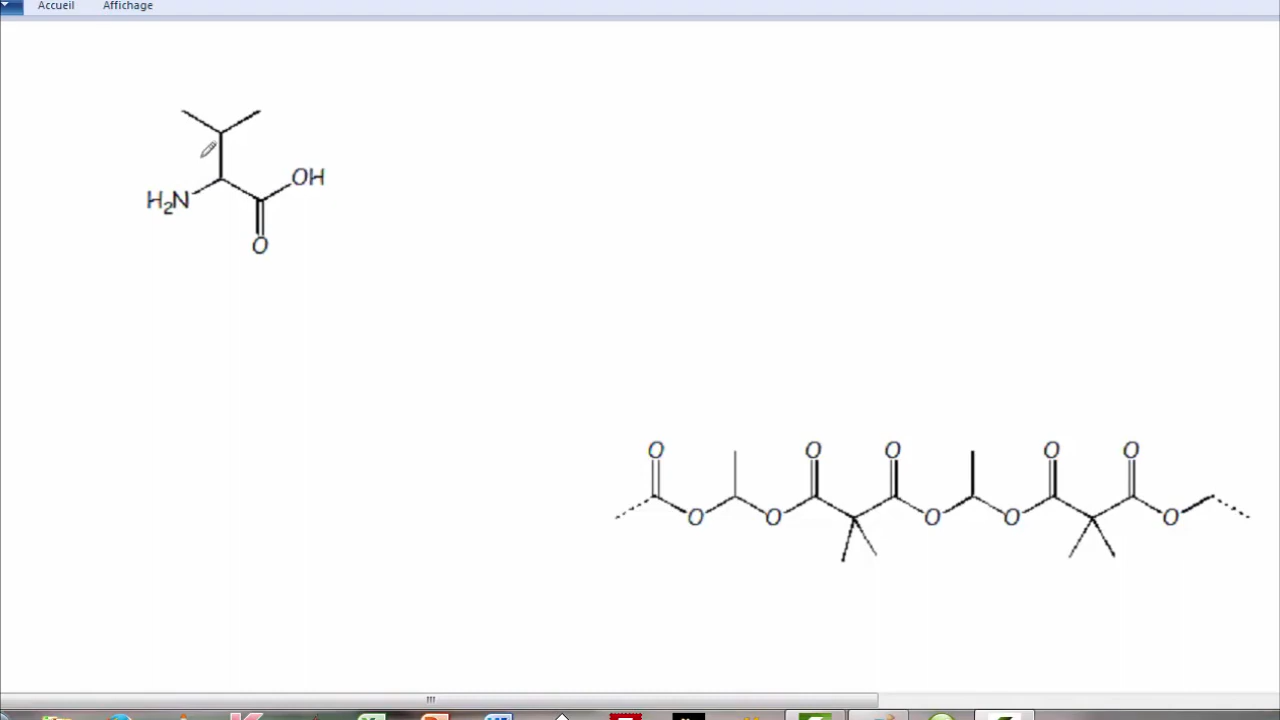 Accueil Affichage
OH
H₂N
O
O O O O O
O O O O O